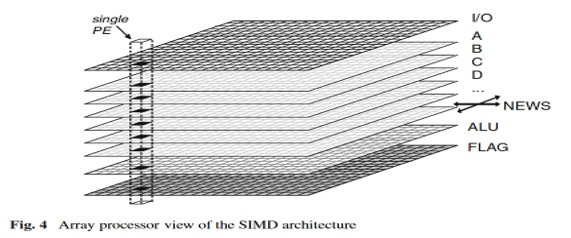 single
PE
I/O
A
B
C
D
---
NEWS
ALU
FLAG
Fig. 4 Array processor view of the SIMD architecture